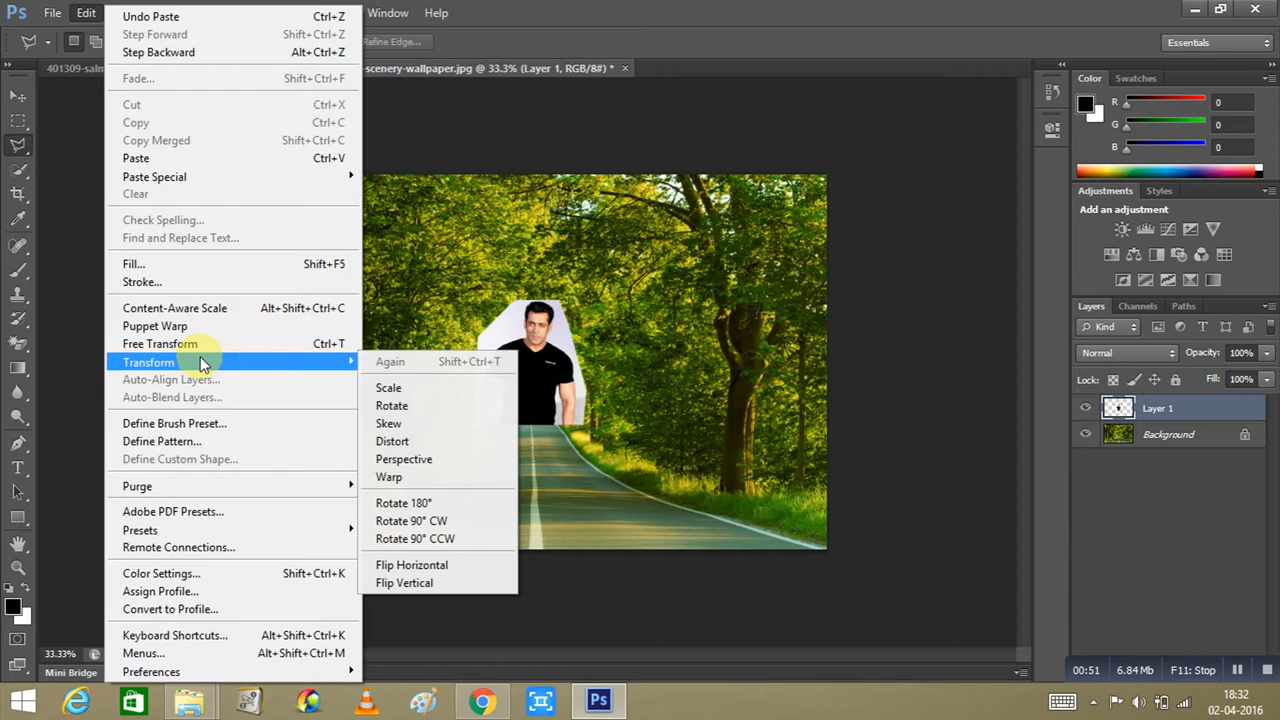 Ps File Edit Window Help
Refine Edge... Essentials
401309-saln -scenery-wallpaper.jpg @ 33.3% (Layer 1, RGB/8#) * ×
Undo Paste Ctrl+Z
Step Forward Shift+Ctrl+Z
Step Backward Alt+Ctrl+Z
Fade... Shift+Ctrl+F
Cut Ctrl+X
Copy Ctrl+C
Copy Merged Shift+Ctrl+C
Paste Ctrl+V
Paste Special
Clear
Check Spelling...
Find and Replace Text...
Fill... Shift+F5
Stroke...
Content-Aware Scale Alt+Shift+Ctrl+C
Puppet Warp
Free Transform Ctrl+T
Transform
Auto-Align Layers...
Auto-Blend Layers...
Define Brush Preset...
Define Pattern...
Define Custom Shape...
Purge
Adobe PDF Presets...
Presets
Remote Connections...
Color Settings... Shift+Ctrl+K
Assign Profile...
Convert to Profile...
Keyboard Shortcuts... Alt+Shift+Ctrl+K
Menus... Alt+Shift+Ctrl+M
Preferences
Again Shift+Ctrl+T
Scale
Rotate
Skew
Distort
Perspective
Warp
Rotate 180°
Rotate 90° CW
Rotate 90° CCW
Flip Horizontal
Flip Vertical
Color Swatches
R 0
G 0
B 0
Adjustments Styles
Add an adjustment
Layers Channels Paths
Kind
Normal Opacity: 100%
Lock: Fill: 100%
Layer 1
Background
33.33%
Mini Bridge
00:51 6.84 Mb F11: Stop
Ps
18:32
02-04-2016